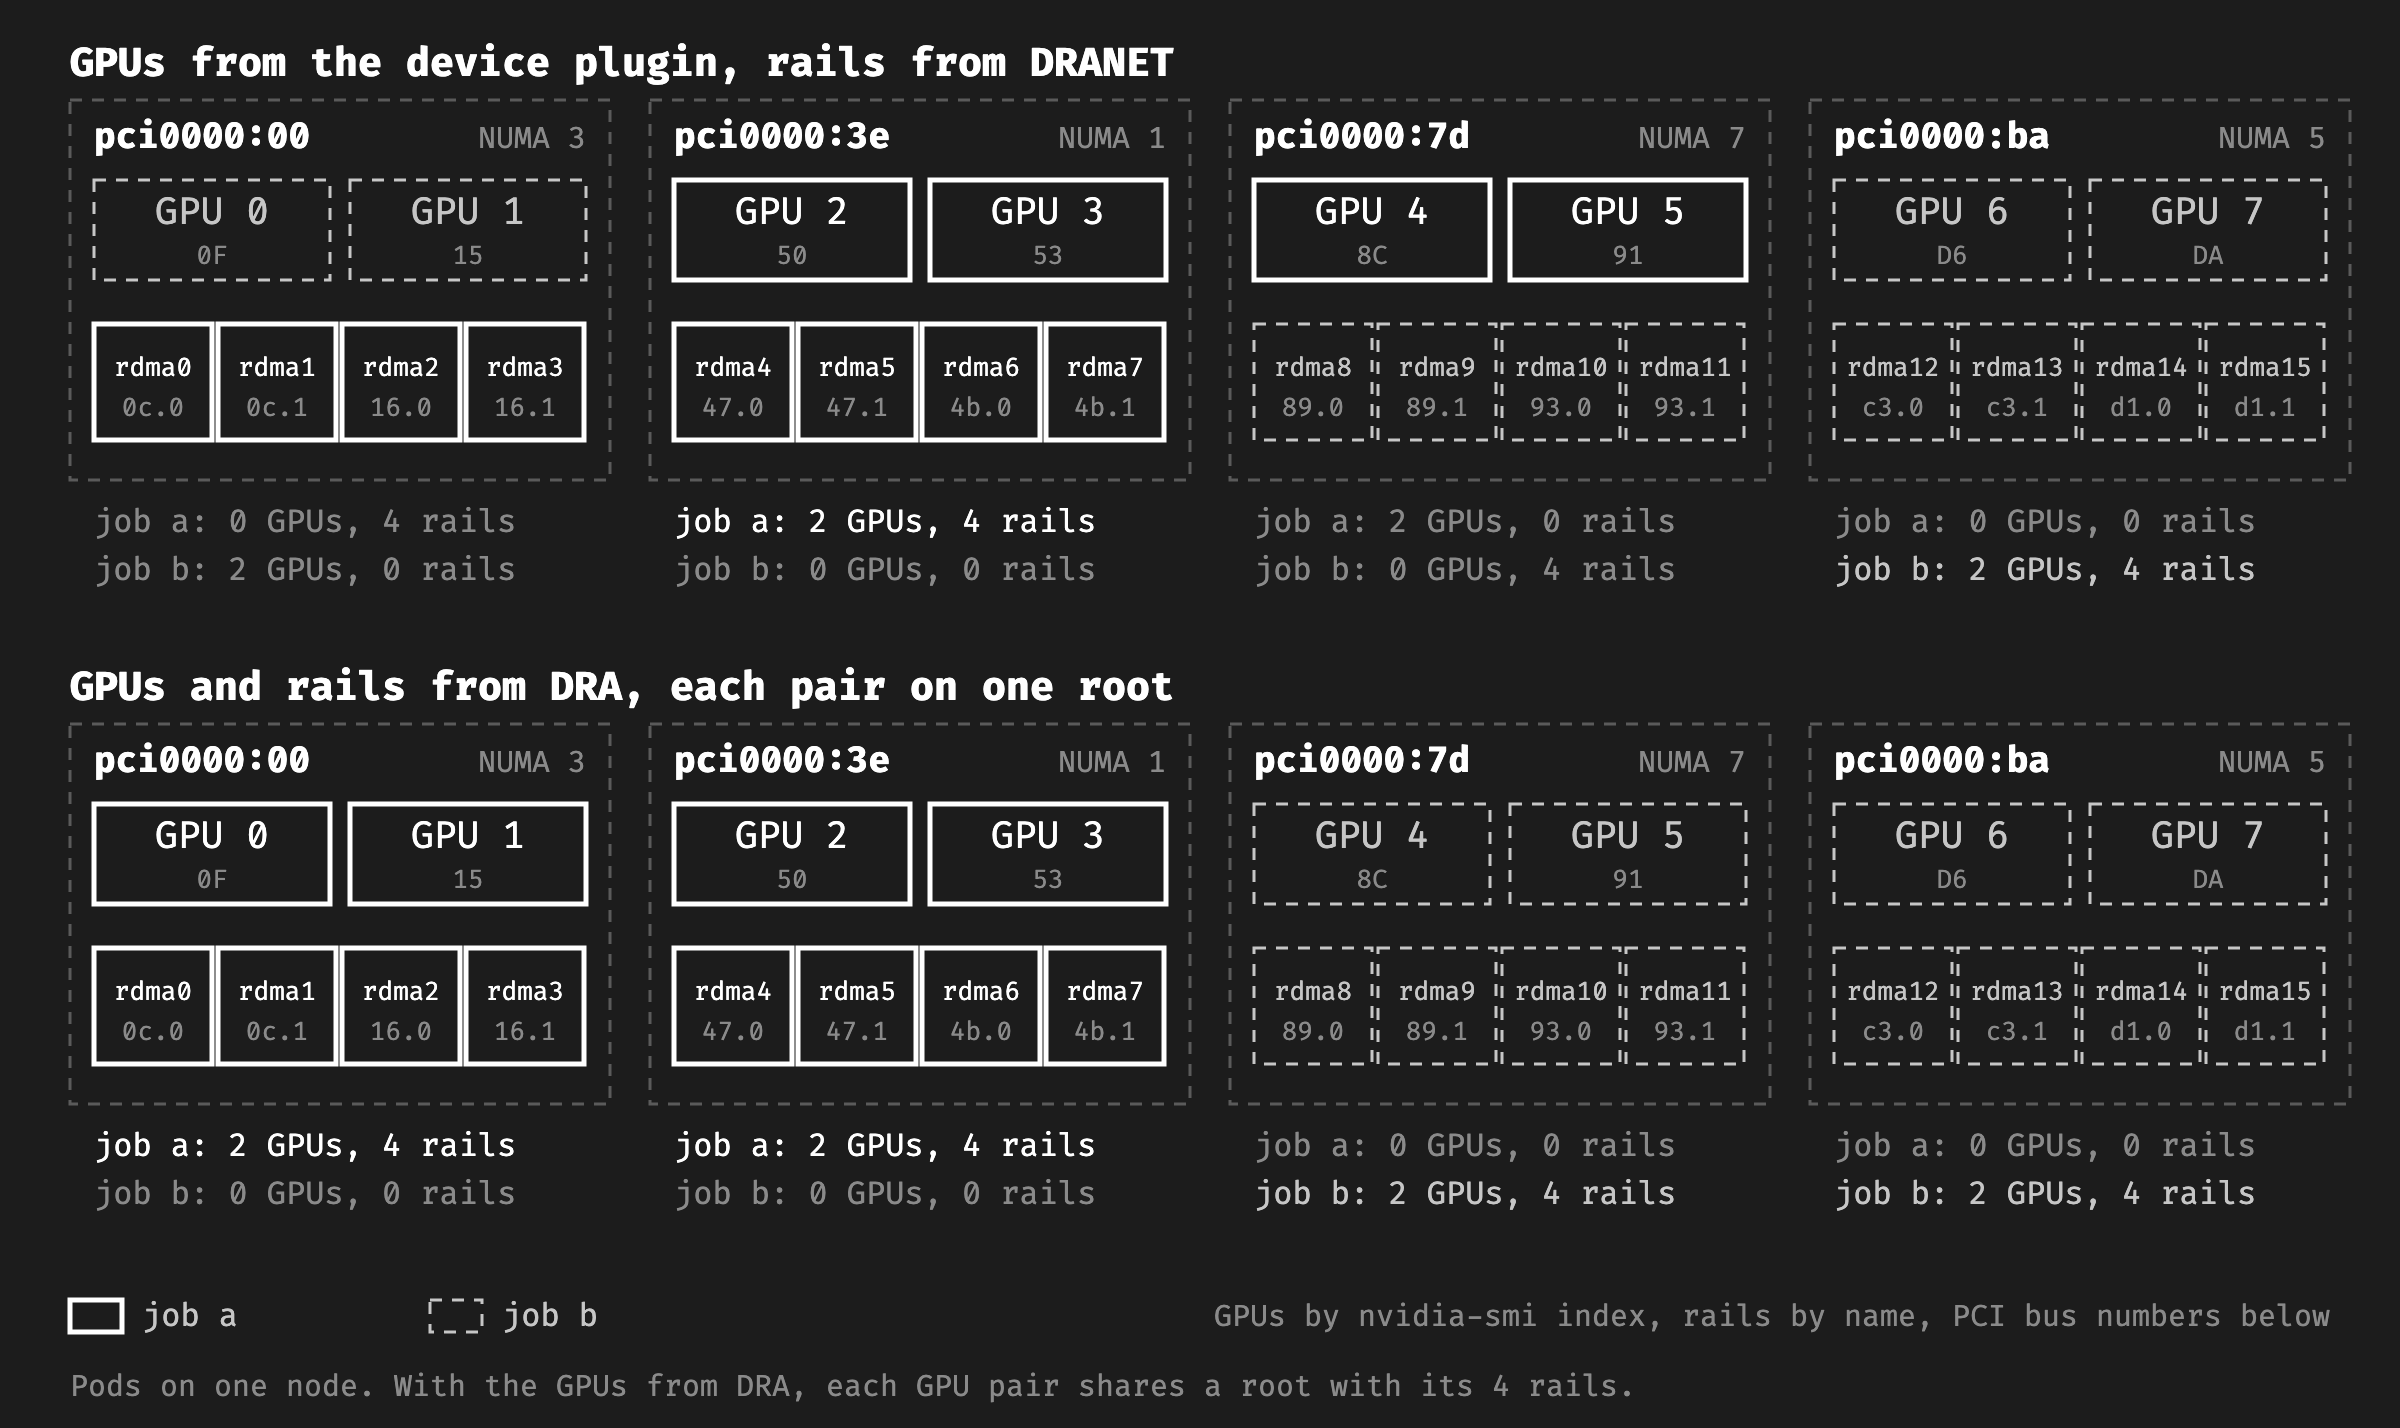 GPUs from the device plugin, rails from DRANET
pci0000:00 NUMA 3 pci0000:3e NUMA 1 pci0000:7d NUMA 7 pci0000:ba NUMA 5
GPU 0 GPU 1 GPU 2 GPU 3 GPU 4 GPU 5 GPU 6 GPU 7
0F 15 50 53 8C 91 D6 DA
rdma0 rdma1 rdma2 rdma3 rdma4 rdma5 rdma6 rdma7 rdma8 rdma9 rdma10 rdma11 rdma12 rdma13 rdma14 rdma15
0c.0 0c.1 16.0 16.1 47.0 47.1 4b.0 4b.1 89.0 89.1 93.0 93.1 c3.0 c3.1 d1.0 d1.1
job a: 0 GPUs, 4 rails job a: 2 GPUs, 4 rails job a: 2 GPUs, 0 rails job a: 0 GPUs, 0 rails
job b: 2 GPUs, 0 rails job b: 0 GPUs, 0 rails job b: 0 GPUs, 4 rails job b: 2 GPUs, 4 rails
GPUs and rails from DRA, each pair on one root
pci0000:00 NUMA 3 pci0000:3e NUMA 1 pci0000:7d NUMA 7 pci0000:ba NUMA 5
GPU 0 GPU 1 GPU 2 GPU 3 GPU 4 GPU 5 GPU 6 GPU 7
0F 15 50 53 8C 91 D6 DA
rdma0 rdma1 rdma2 rdma3 rdma4 rdma5 rdma6 rdma7 rdma8 rdma9 rdma10 rdma11 rdma12 rdma13 rdma14 rdma15
0c.0 0c.1 16.0 16.1 47.0 47.1 4b.0 4b.1 89.0 89.1 93.0 93.1 c3.0 c3.1 d1.0 d1.1
job a: 2 GPUs, 4 rails job a: 2 GPUs, 4 rails job a: 0 GPUs, 0 rails job a: 0 GPUs, 0 rails
job b: 0 GPUs, 0 rails job b: 0 GPUs, 0 rails job b: 2 GPUs, 4 rails job b: 2 GPUs, 4 rails
job a job b GPUs by nvidia-smi index, rails by name, PCI bus numbers below
Pods on one node. With the GPUs from DRA, each GPU pair shares a root with its 4 rails.